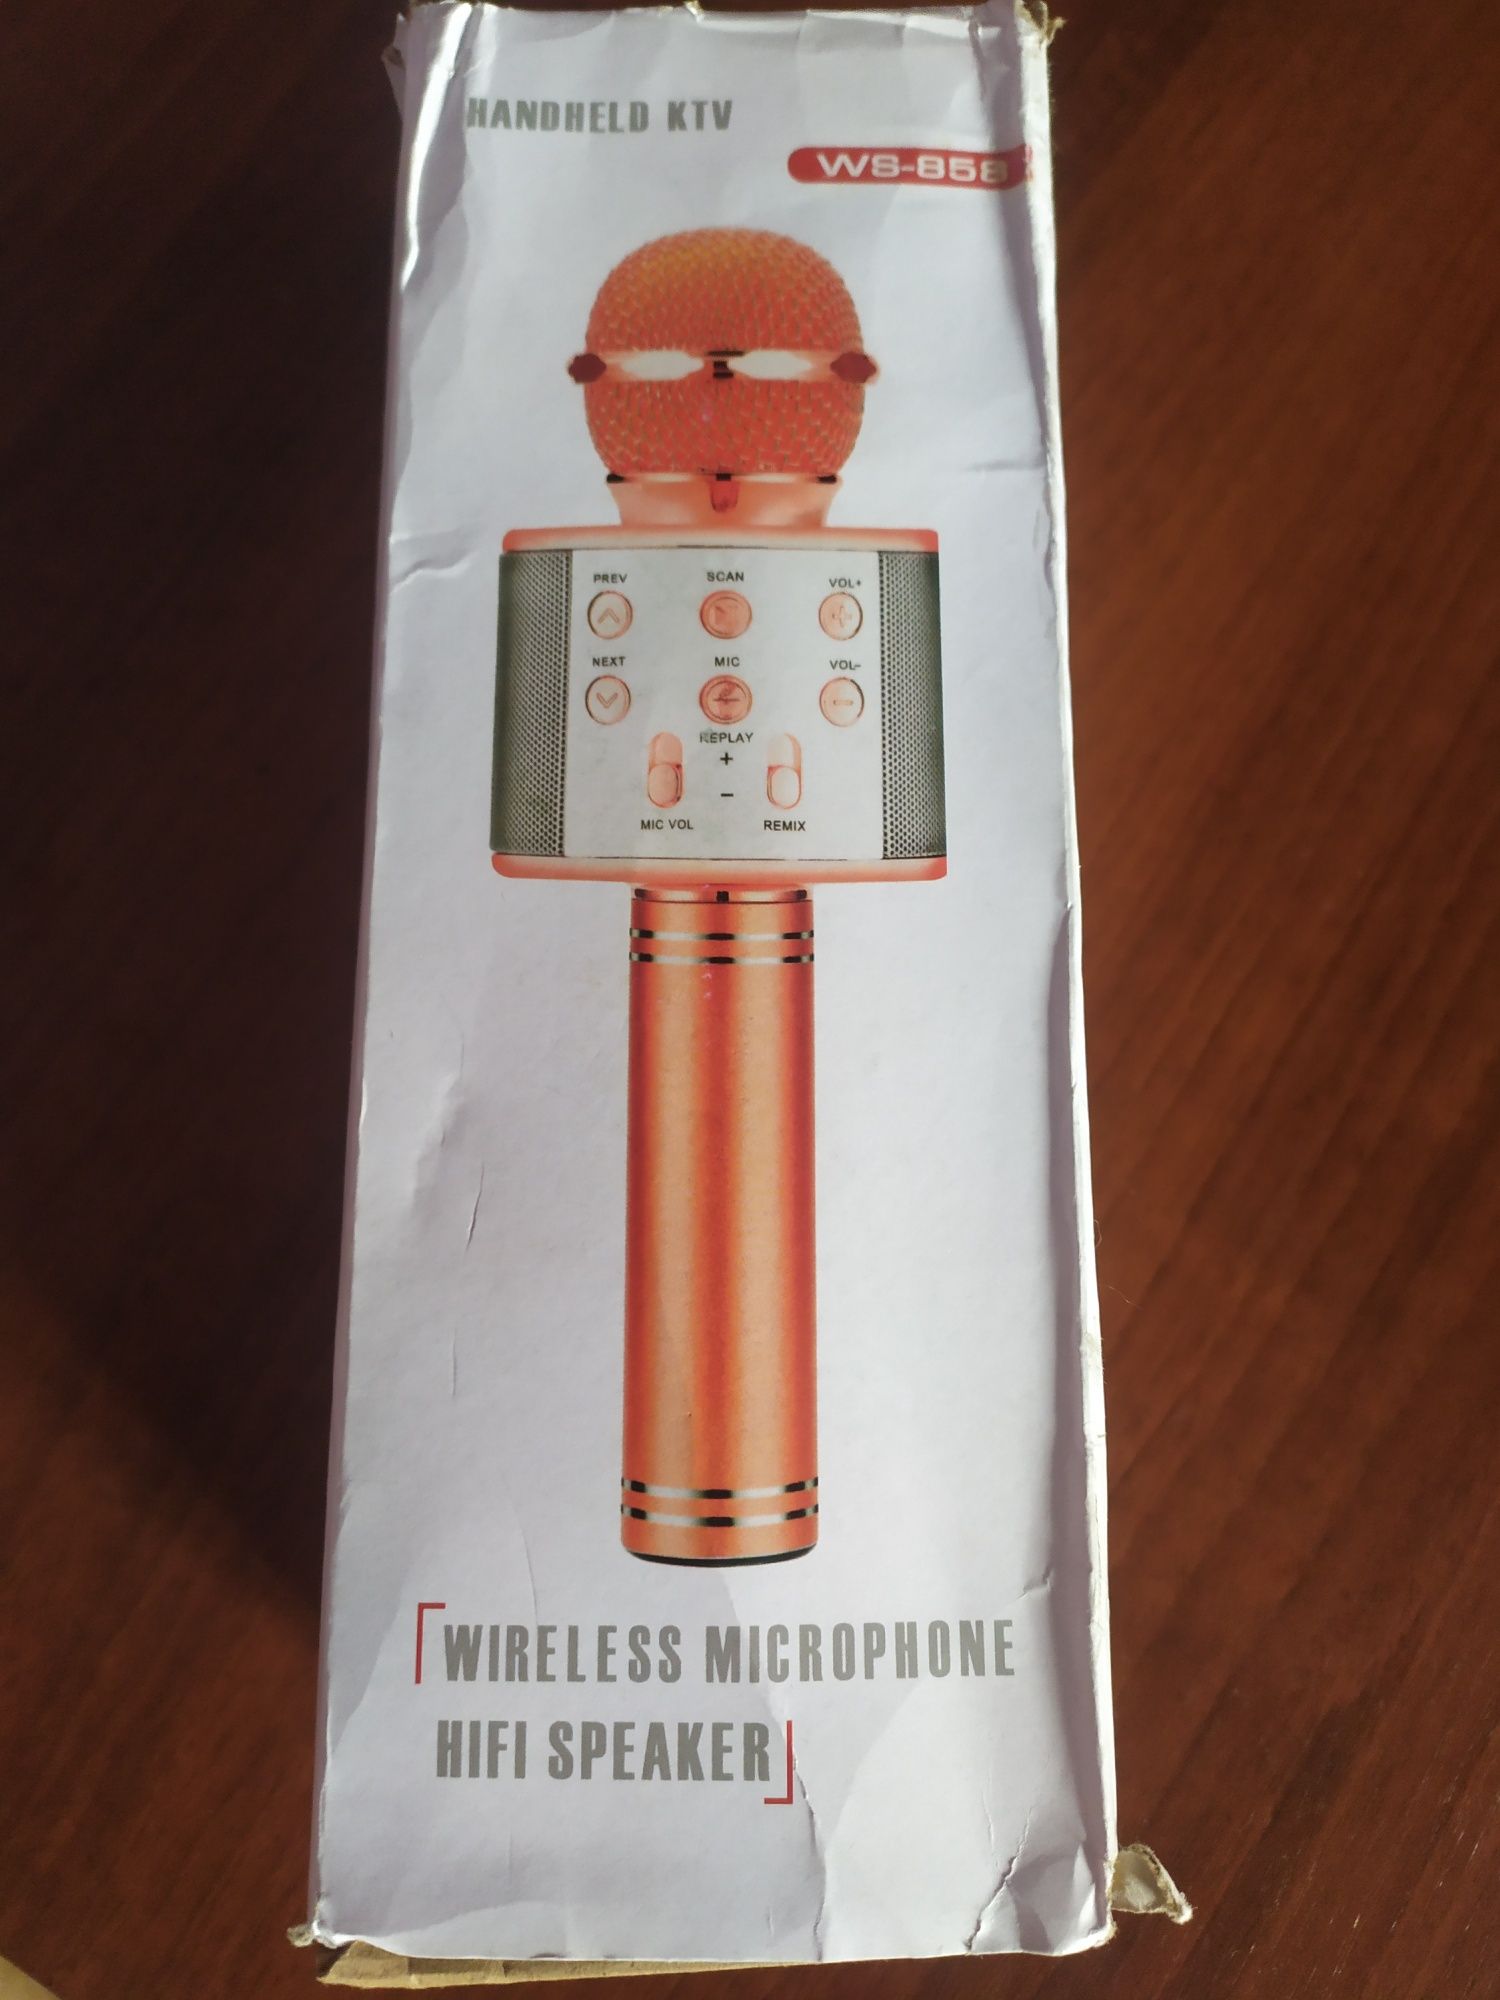 HANDHELD KTV
WS-858
PREV SCAN VOL+
NEXT MIC VOL-
REPLAY
+
-
MIC VOL REMIX
WIRELESS MICROPHONE
HIFI SPEAKER